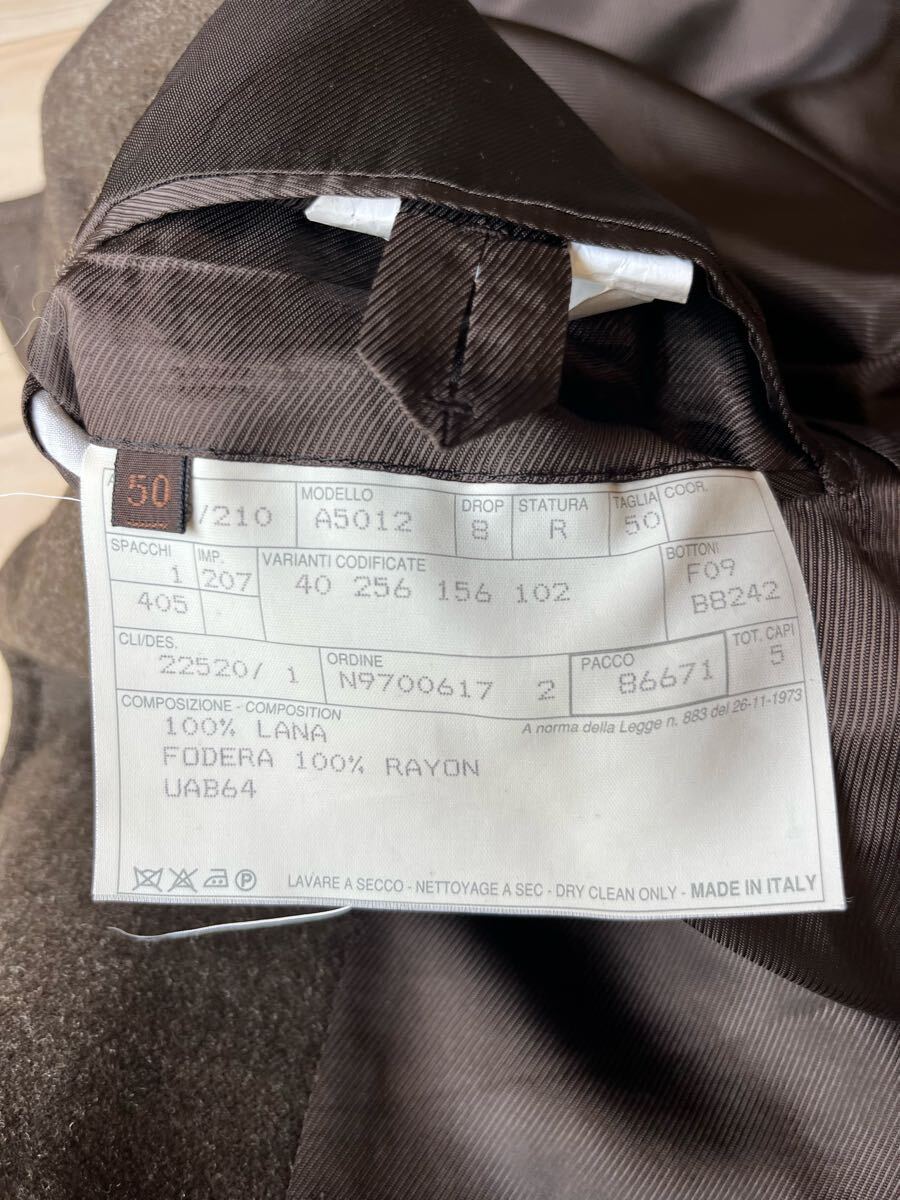 50
/210
MODELLO
A5012
DROP
8
STATURA
R
TAGLIA
50
COOR.
SPACCHI
1
405
IMP.
207
VARIANTI CODIFICATE
40 256 156 102
BOTTONI
F09
B8242
CLI/DES.
22520/ 1
ORDINE
N9700617 2
PACCO
86671
TOT. CAPI
5
COMPOSIZIONE - COMPOSITION
A norma della Legge n. 883 del 26-11-1973
100% LANA
FODERA 100% RAYON
UAB64
LAVARE A SECCO - NETTOYAGE A SEC - DRY CLEAN ONLY - MADE IN ITALY